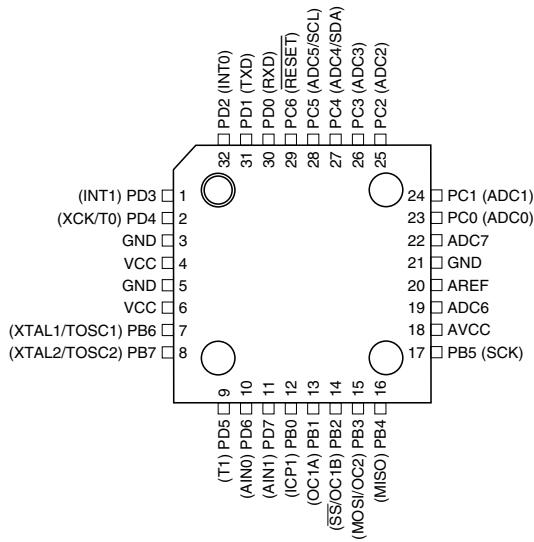 32 PD2 (INT0)
31 PD1 (TXD)
30 PD0 (RXD)
29 PC6 (RESET)
28 PC5 (ADC5/SCL)
27 PC4 (ADC4/SDA)
26 PC3 (ADC3)
25 PC2 (ADC2)
(INT1) PD3 1
(XCK/T0) PD4 2
GND 3
VCC 4
GND 5
VCC 6
(XTAL1/TOSC1) PB6 7
(XTAL2/TOSC2) PB7 8
24 PC1 (ADC1)
23 PC0 (ADC0)
22 ADC7
21 GND
20 AREF
19 ADC6
18 AVCC
17 PB5 (SCK)
(T1) PD5 9
(AIN0) PD6 10
(AIN1) PD7 11
(ICP1) PB0 12
(OC1A) PB1 13
(SS/OC1B) PB2 14
(MOSI/OC2) PB3 15
(MISO) PB4 16